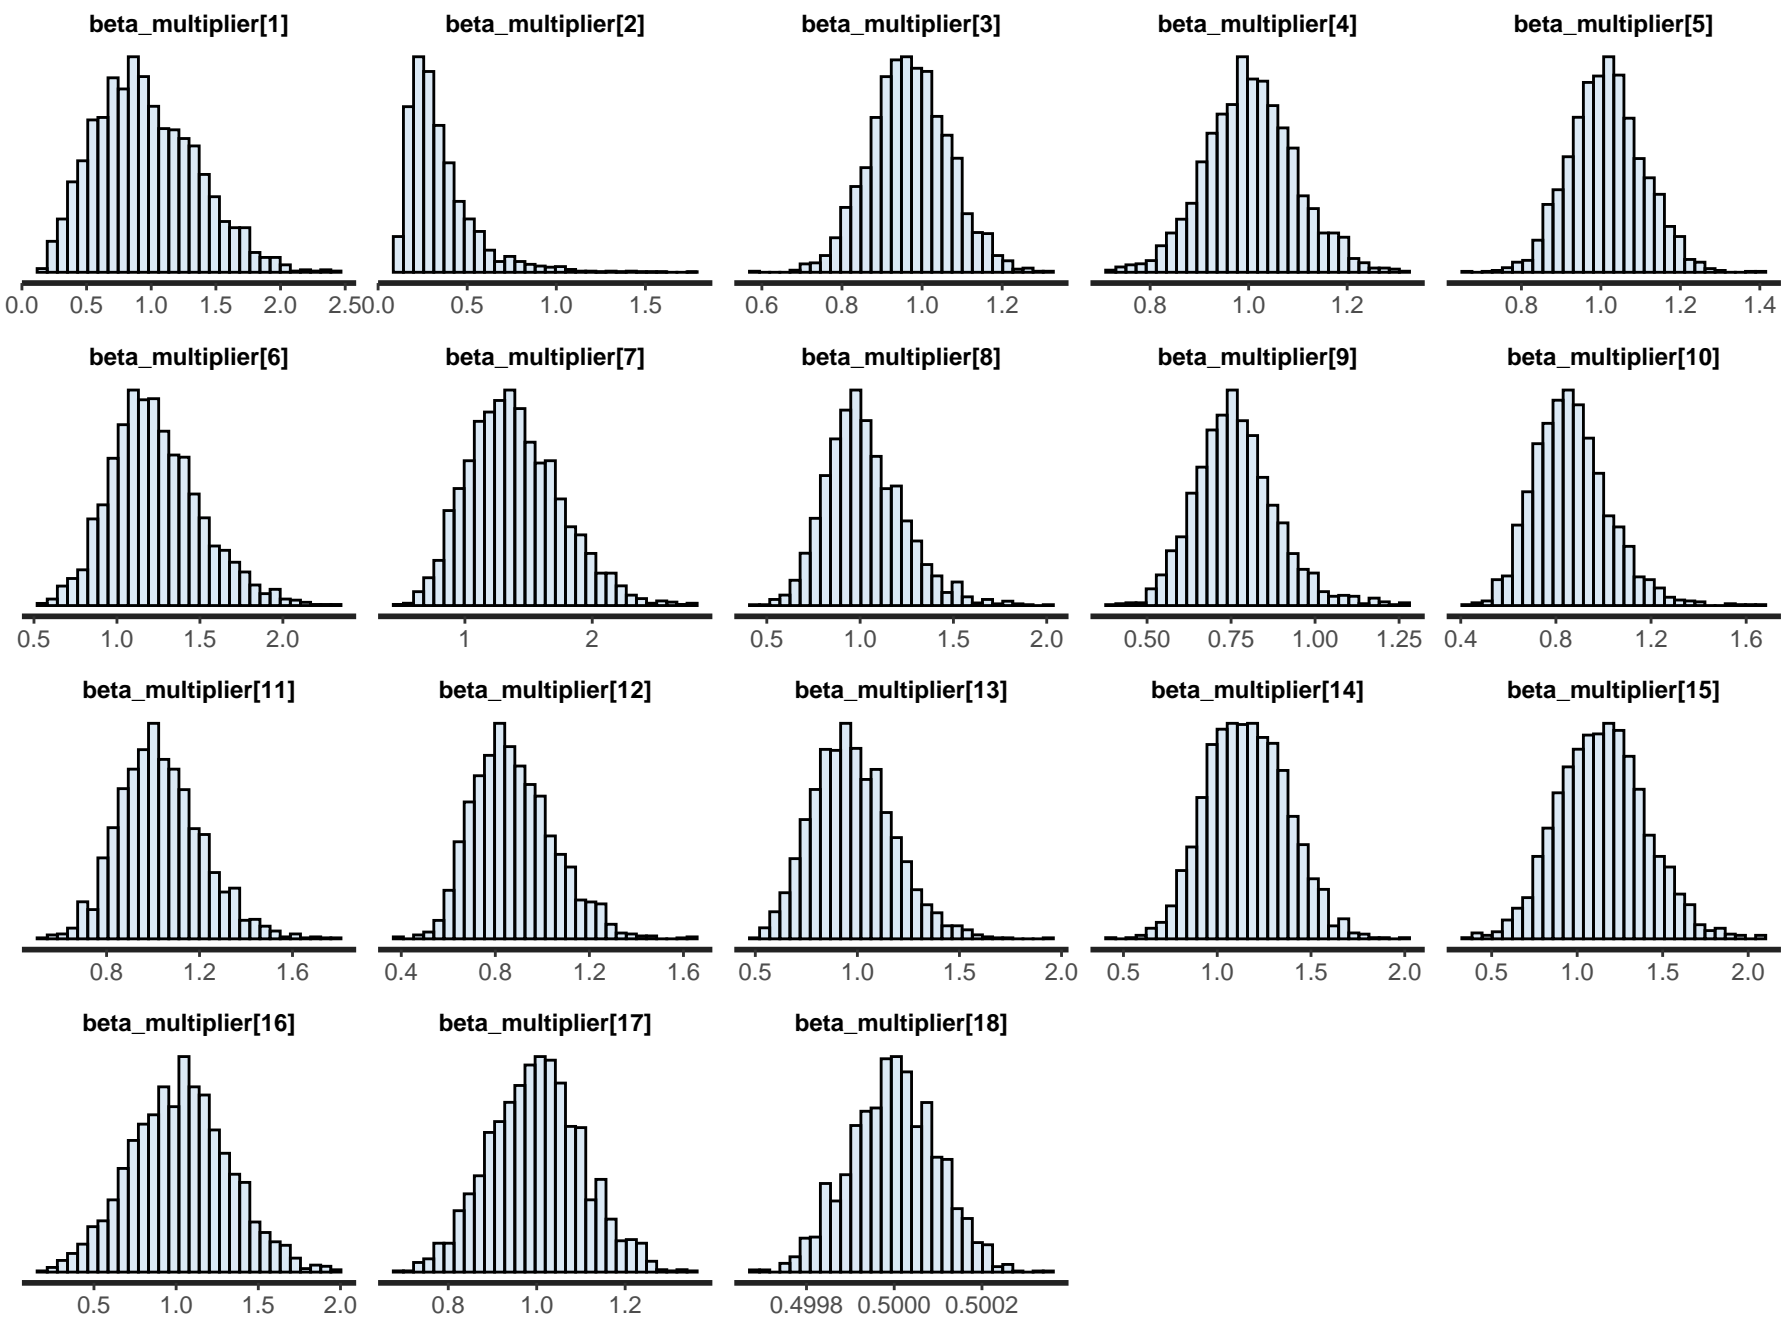 beta_multiplier[1] beta_multiplier[2] beta_multiplier[3] beta_multiplier[4] beta_multiplier[5]
0.0 0.5 1.0 1.5 2.0 2.5 0.0 0.5 1.0 1.5 0.6 0.8 1.0 1.2 0.8 1.0 1.2 0.8 1.0 1.2 1.4
beta_multiplier[6] beta_multiplier[7] beta_multiplier[8] beta_multiplier[9] beta_multiplier[10]
0.5 1.0 1.5 2.0 1 2 0.5 1.0 1.5 2.0 0.50 0.75 1.00 1.25 0.4 0.8 1.2 1.6
beta_multiplier[11] beta_multiplier[12] beta_multiplier[13] beta_multiplier[14] beta_multiplier[15]
0.8 1.2 1.6 0.4 0.8 1.2 1.6 0.5 1.0 1.5 2.0 0.5 1.0 1.5 2.0 0.5 1.0 1.5 2.0
beta_multiplier[16] beta_multiplier[17] beta_multiplier[18]
0.5 1.0 1.5 2.0 0.8 1.0 1.2 0.4998 0.5000 0.5002